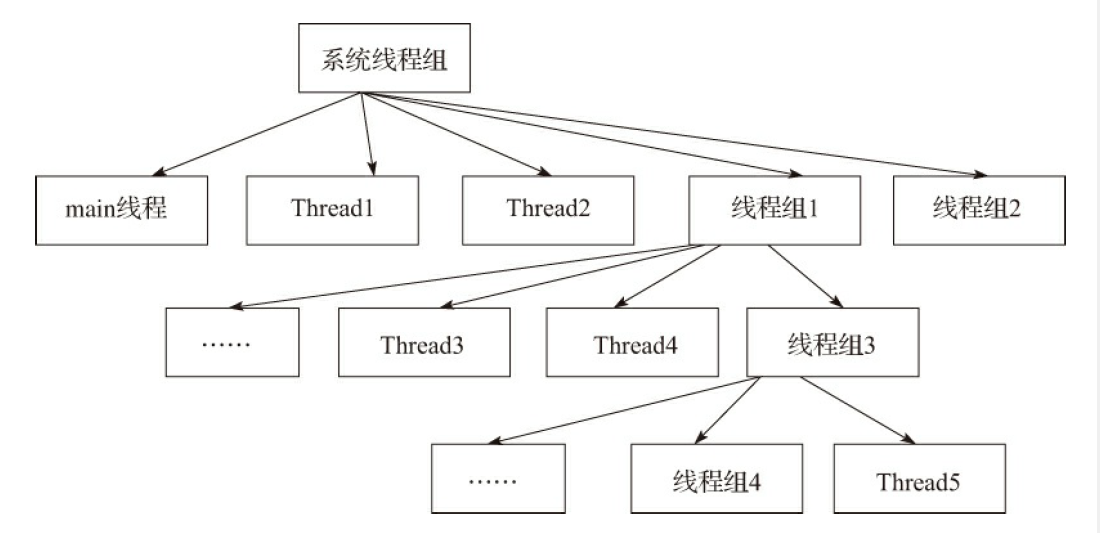 系统线程组
main线程
Thread1
Thread2
线程组1
线程组2
……
Thread3
Thread4
线程组3
……
线程组4
Thread5